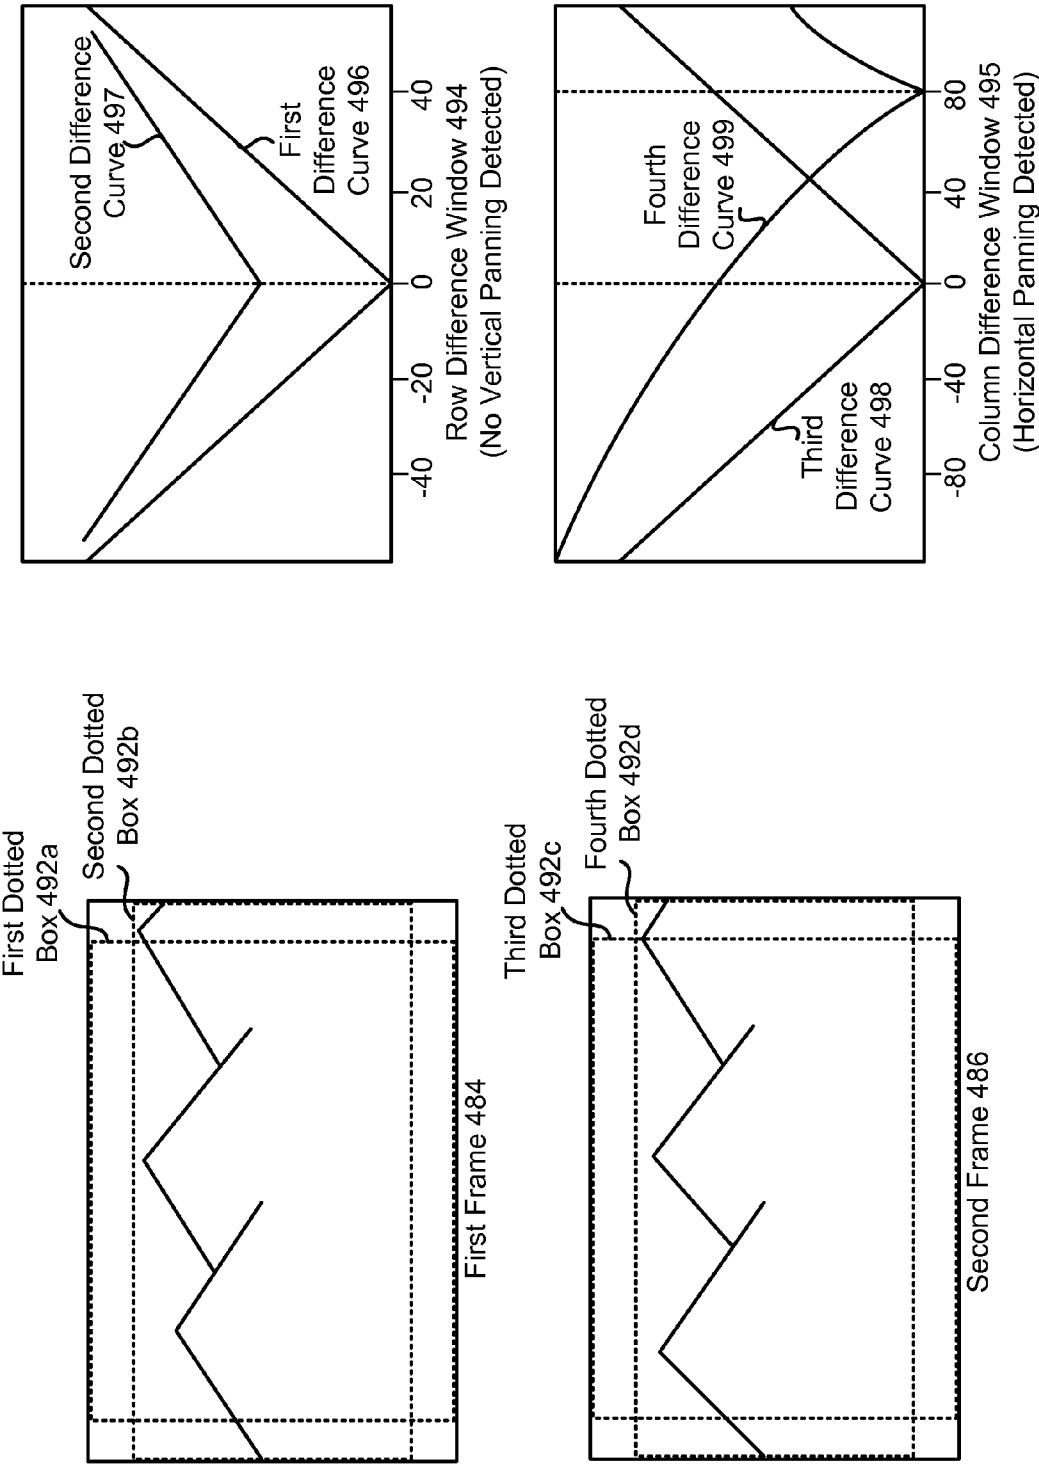 First Dotted
Box 492a
Second Dotted
Box 492b
First Frame 484
Third Dotted
Box 492c
Fourth Dotted
Box 492d
Second Frame 486
Second Difference
Curve 497
First
Difference
Curve 496
-40
-20
0
20
40
Row Difference Window 494
(No Vertical Panning Detected)
Fourth
Difference
Curve 499
Third
Difference
Curve 498
-80
-40
0
40
80
Column Difference Window 495
(Horizontal Panning Detected)